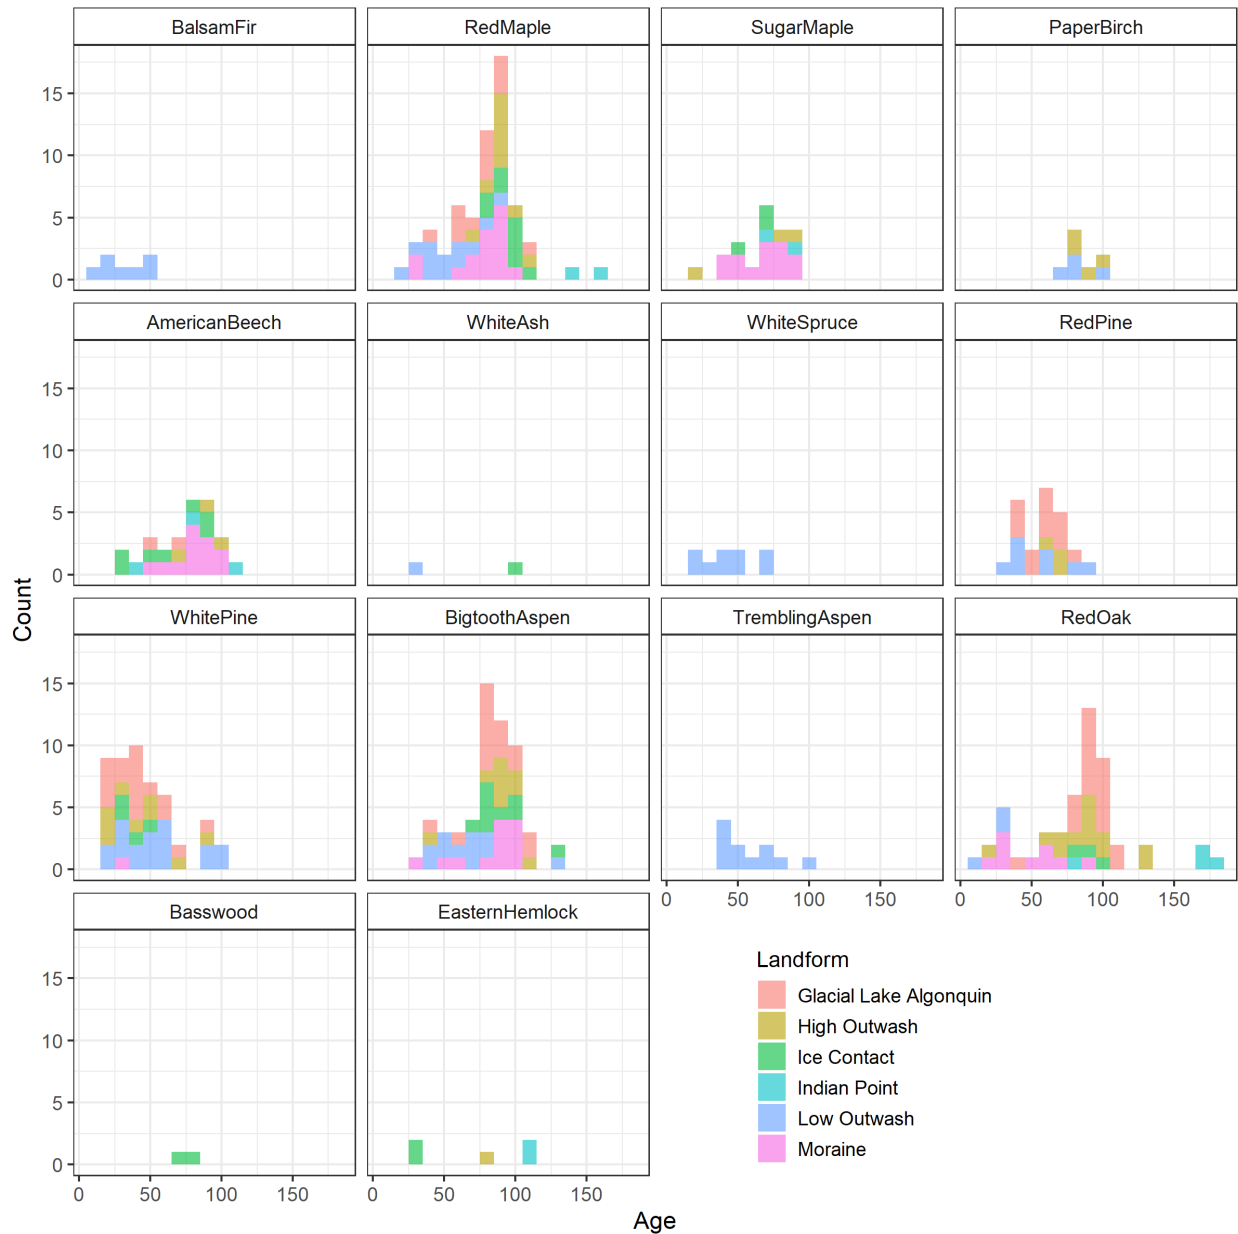 BalsamFir RedMaple SugarMaple PaperBirch
15
10
5
0
AmericanBeech WhiteAsh WhiteSpruce RedPine
15
10
5
0
Count
WhitePine BigtoothAspen TremblingAspen RedOak
15
10
5
0
0 50 100 150 0 50 100 150
Basswood EasternHemlock
15
10
5
0
0 50 100 150 0 50 100 150
Age
Landform
Glacial Lake Algonquin
High Outwash
Ice Contact
Indian Point
Low Outwash
Moraine